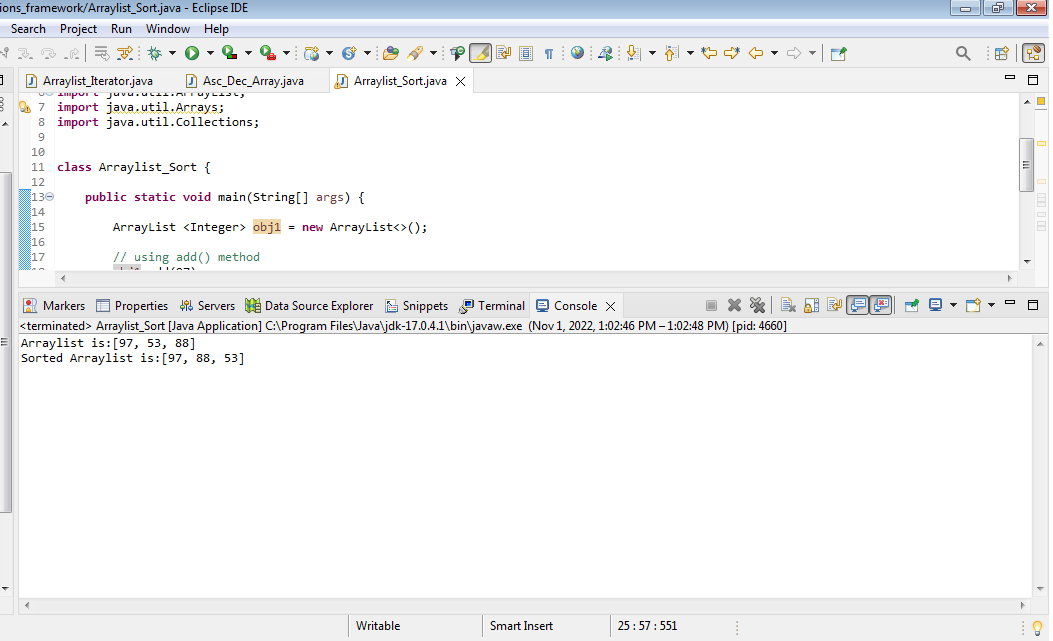 ions_framework/Arraylist_Sort.java - Eclipse IDE
Search Project Run Window Help
Arraylist_Iterator.java Asc_Dec_Array.java Arraylist_Sort.java
6 import java.util.ArrayList;
7 import java.util.Arrays;
8 import java.util.Collections;
9
10
11 class Arraylist_Sort {
12
13 public static void main(String[] args) {
14
15 ArrayList <Integer> obj1 = new ArrayList<>();
16
17 // using add() method
Markers Properties Servers Data Source Explorer Snippets Terminal Console
<terminated> Arraylist_Sort [Java Application] C:\Program Files\Java\jdk-17.0.4.1\bin\javaw.exe (Nov 1, 2022, 1:02:46 PM – 1:02:48 PM) [pid: 4660]
Arraylist is:[97, 53, 88]
Sorted Arraylist is:[97, 88, 53]
Writable Smart Insert 25 : 57 : 551